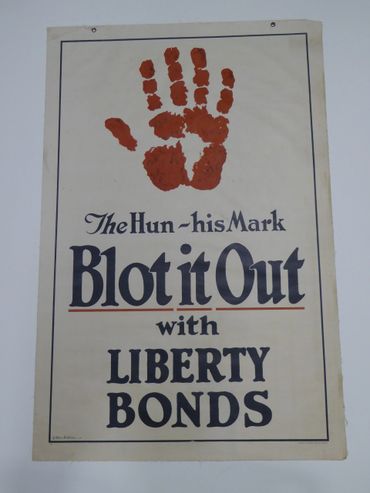 The Hun ~ his Mark
Blot it Out
with
LIBERTY
BONDS